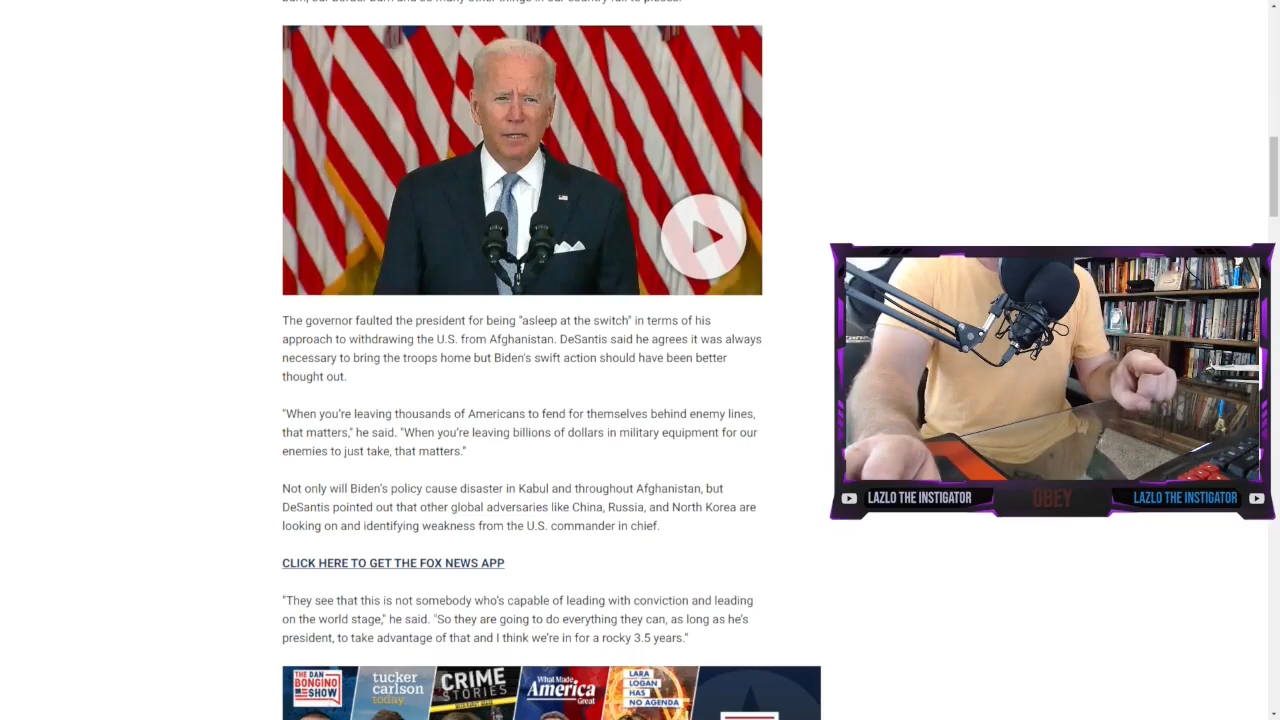 The governor faulted the president for being "asleep at the switch" in terms of his
approach to withdrawing the U.S. from Afghanistan. DeSantis said he agrees it was always
necessary to bring the troops home but Biden's swift action should have been better
thought out.
"When you're leaving thousands of Americans to fend for themselves behind enemy lines,
that matters," he said. "When you're leaving billions of dollars in military equipment for our
enemies to just take, that matters."
Not only will Biden's policy cause disaster in Kabul and throughout Afghanistan, but
DeSantis pointed out that other global adversaries like China, Russia, and North Korea are
looking on and identifying weakness from the U.S. commander in chief.
CLICK HERE TO GET THE FOX NEWS APP
"They see that this is not somebody who's capable of leading with conviction and leading
on the world stage," he said. "So they are going to do everything they can, as long as he's
president, to take advantage of that and I think we're in for a rocky 3.5 years."
THE DAN
BONGINO
SHOW
tucker
carlson
today
CRIME
STORIES
What Made
America
Great
LARA
LOGAN
HAS
NO AGENDA
LAZLO THE INSTIGATOR
OBEY
LAZLO THE INSTIGATOR